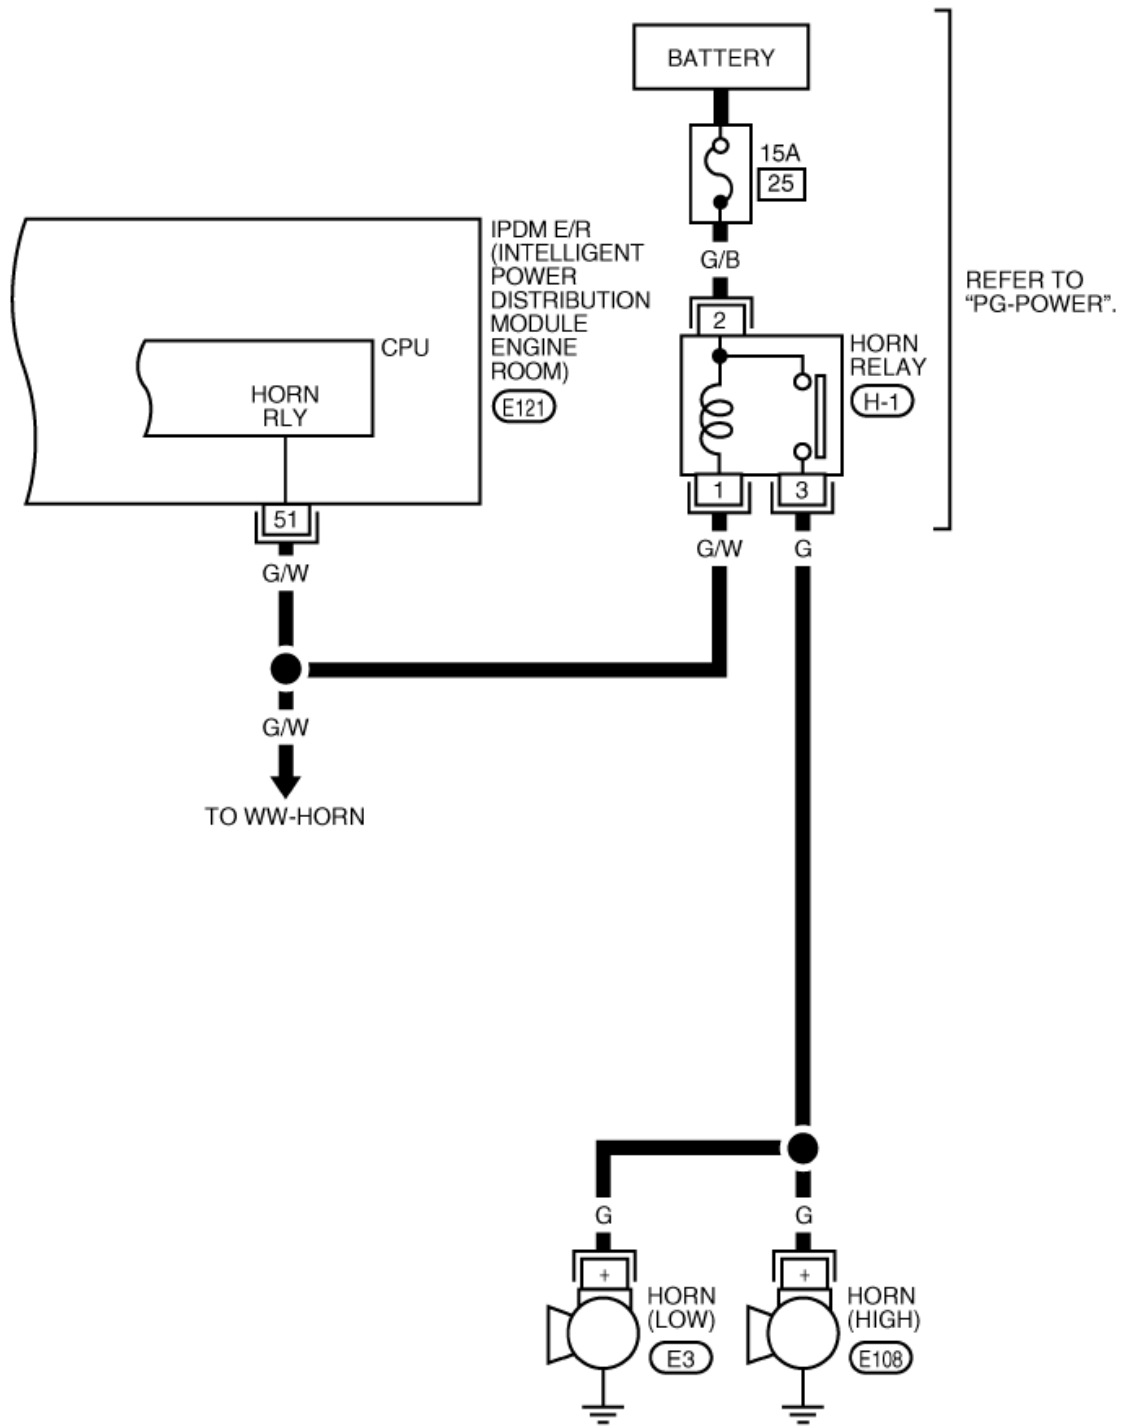 BATTERY
15A
25
G/B
2
HORN
RELAY
H-1
REFER TO
"PG-POWER".
IPDM E/R
(INTELLIGENT
POWER
DISTRIBUTION
MODULE
ENGINE
ROOM)
E121
CPU
HORN
RLY
51
G/W
1
3
G/W
G
G/W
TO WW-HORN
G
G
+
+
HORN
(LOW)
E3
HORN
(HIGH)
E108